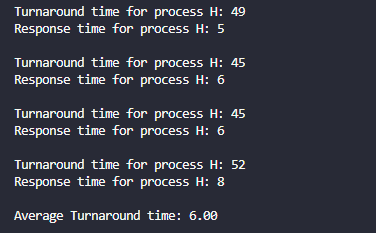 Turnaround time for process H: 49
Response time for process H: 5
Turnaround time for process H: 45
Response time for process H: 6
Turnaround time for process H: 45
Response time for process H: 6
Turnaround time for process H: 52
Response time for process H: 8
Average Turnaround time: 6.00